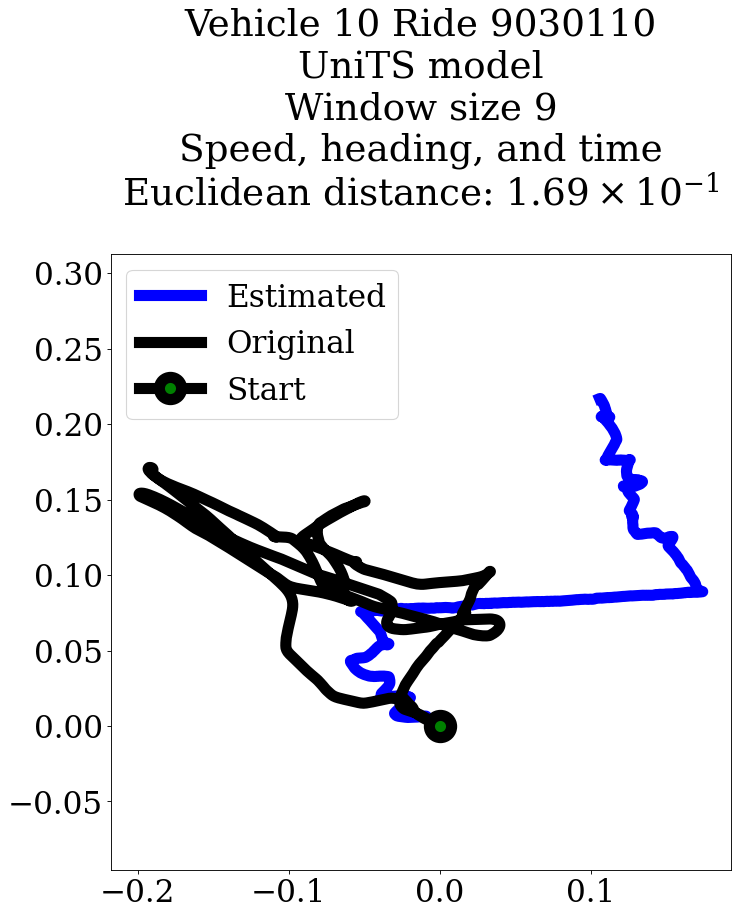 Vehicle 10 Ride 9030110
UniTS model
Window size 9
Speed, heading, and time
Euclidean distance: 1.69 × 10⁻¹
0.30
Estimated
Original
Start
0.25
0.20
0.15
0.10
0.05
0.00
−0.05
−0.2 −0.1 0.0 0.1